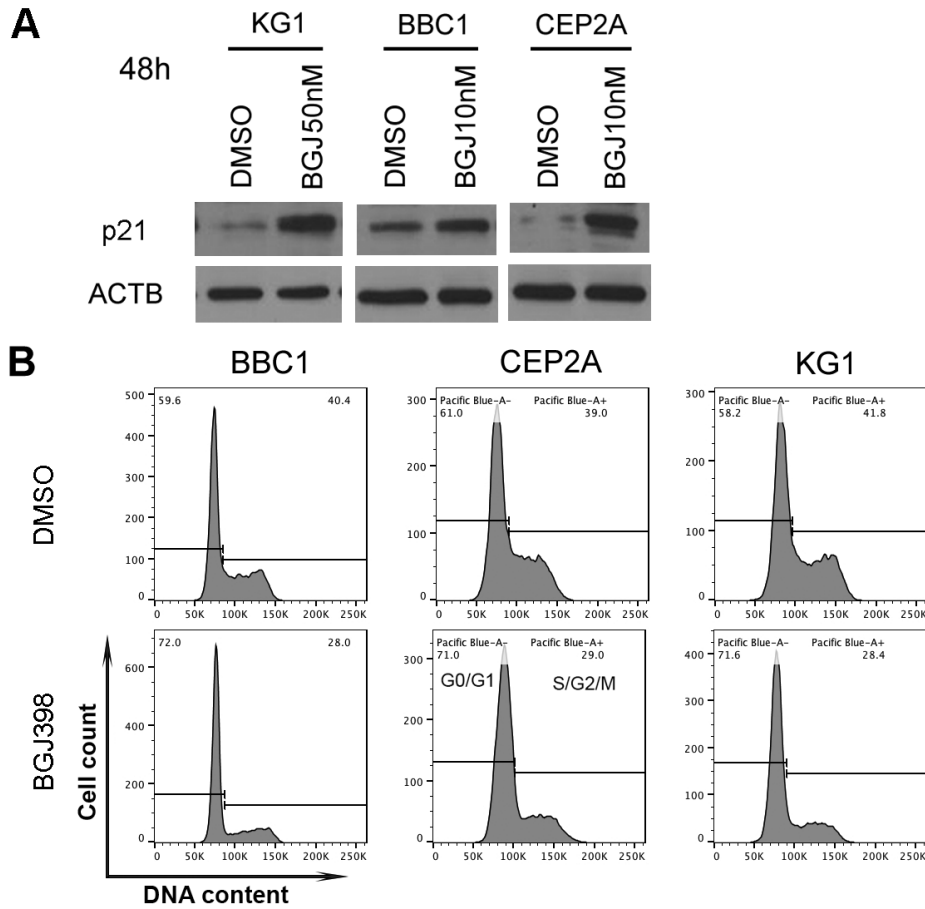 A
KG1 BBC1 CEP2A
48h
DMSO BGJ50nM DMSO BGJ10nM DMSO BGJ10nM
p21
ACTB
B
BBC1 CEP2A KG1
DMSO
59.6 40.4
500
400
300
200
100
0
0 50K 100K 150K 200K 250K
Pacific Blue-A- Pacific Blue-A+
61.0 39.0
300
200
100
0
0 50K 100K 150K 200K 250K
Pacific Blue-A- Pacific Blue-A+
58.2 41.8
300
200
100
0
0 50K 100K 150K 200K 250K
BGJ398
72.0 28.0
600
400
200
0
0 50K 100K 150K 200K 250K
Pacific Blue-A- Pacific Blue-A+
71.0 29.0
G0/G1 S/G2/M
300
200
100
0
0 50K 100K 150K 200K 250K
Pacific Blue-A- Pacific Blue-A+
71.6 28.4
400
300
200
100
0
0 50K 100K 150K 200K 250K
Cell count
DNA content